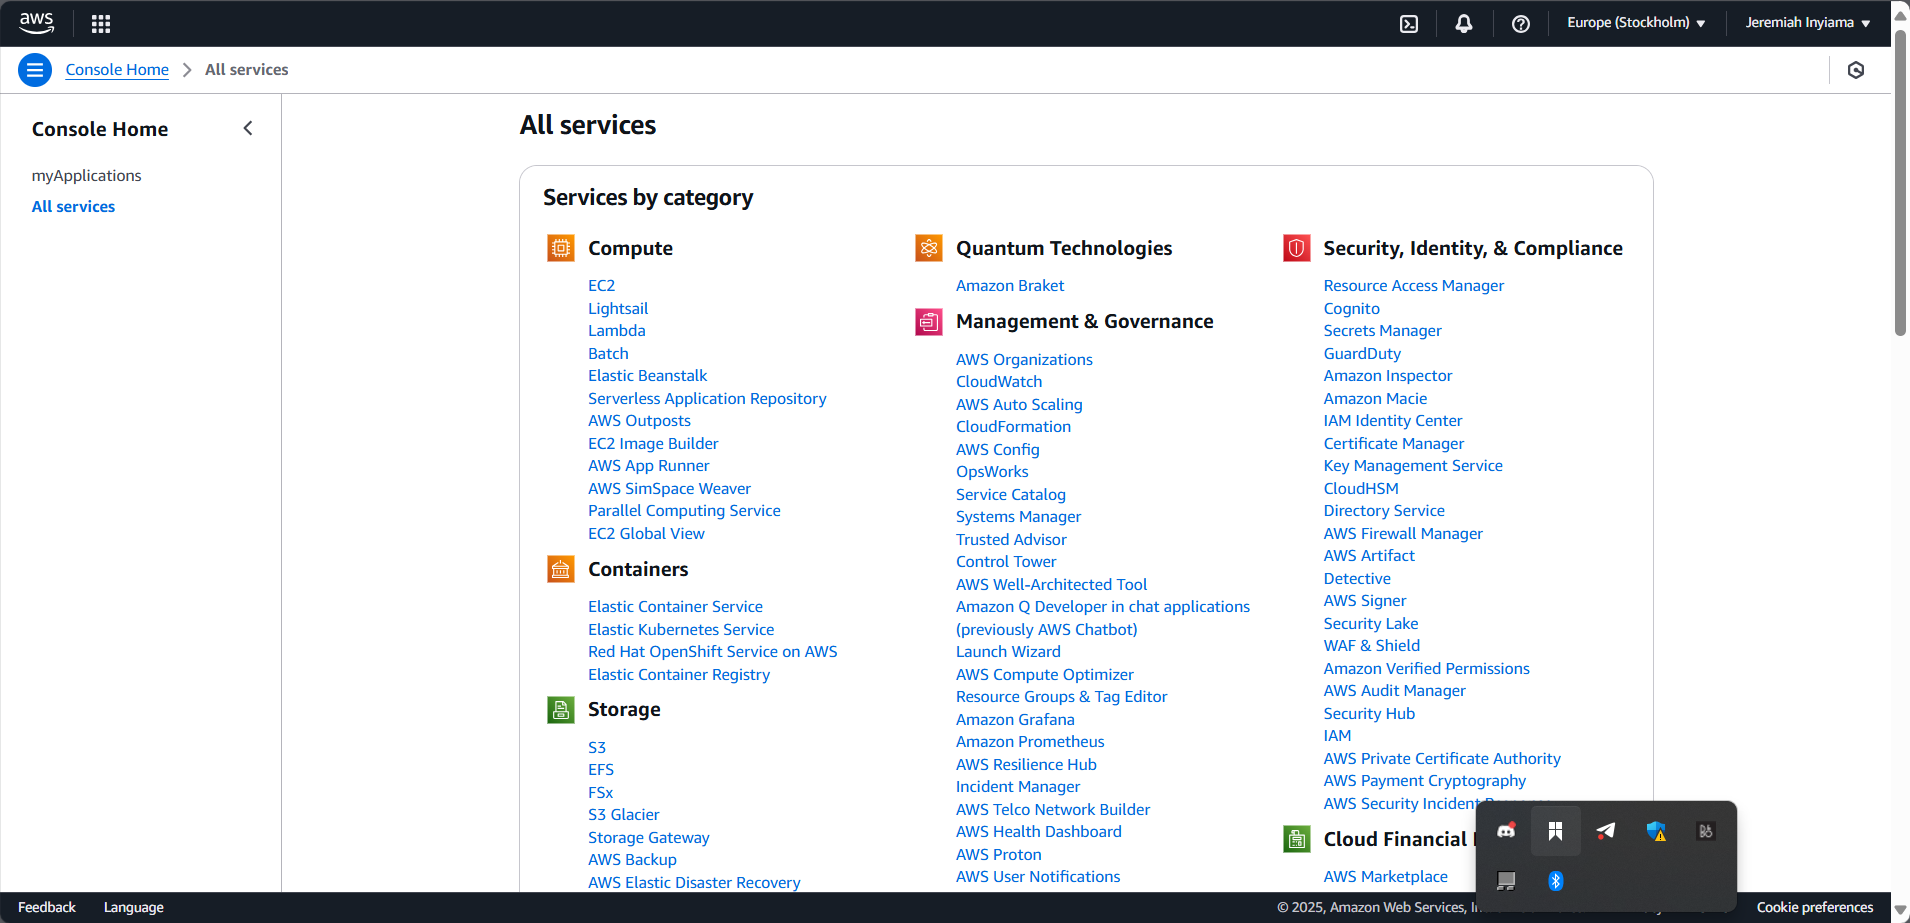 aws
Europe (Stockholm)
Jeremiah Inyiama
Console Home
All services
Console Home
myApplications
All services
All services
Services by category
Compute
EC2
Lightsail
Lambda
Batch
Elastic Beanstalk
Serverless Application Repository
AWS Outposts
EC2 Image Builder
AWS App Runner
AWS SimSpace Weaver
Parallel Computing Service
EC2 Global View
Containers
Elastic Container Service
Elastic Kubernetes Service
Red Hat OpenShift Service on AWS
Elastic Container Registry
Storage
S3
EFS
FSx
S3 Glacier
Storage Gateway
AWS Backup
AWS Elastic Disaster Recovery
Quantum Technologies
Amazon Braket
Management & Governance
AWS Organizations
CloudWatch
AWS Auto Scaling
CloudFormation
AWS Config
OpsWorks
Service Catalog
Systems Manager
Trusted Advisor
Control Tower
AWS Well-Architected Tool
Amazon Q Developer in chat applications
(previously AWS Chatbot)
Launch Wizard
AWS Compute Optimizer
Resource Groups & Tag Editor
Amazon Grafana
Amazon Prometheus
AWS Resilience Hub
Incident Manager
AWS Telco Network Builder
AWS Health Dashboard
AWS Proton
AWS User Notifications
Security, Identity, & Compliance
Resource Access Manager
Cognito
Secrets Manager
GuardDuty
Amazon Inspector
Amazon Macie
IAM Identity Center
Certificate Manager
Key Management Service
CloudHSM
Directory Service
AWS Firewall Manager
AWS Artifact
Detective
AWS Signer
Security Lake
WAF & Shield
Amazon Verified Permissions
AWS Audit Manager
Security Hub
IAM
AWS Private Certificate Authority
AWS Payment Cryptography
AWS Security Incident
Cloud Financial
AWS Marketplace
Feedback
Language
© 2025, Amazon Web Services,
Cookie preferences